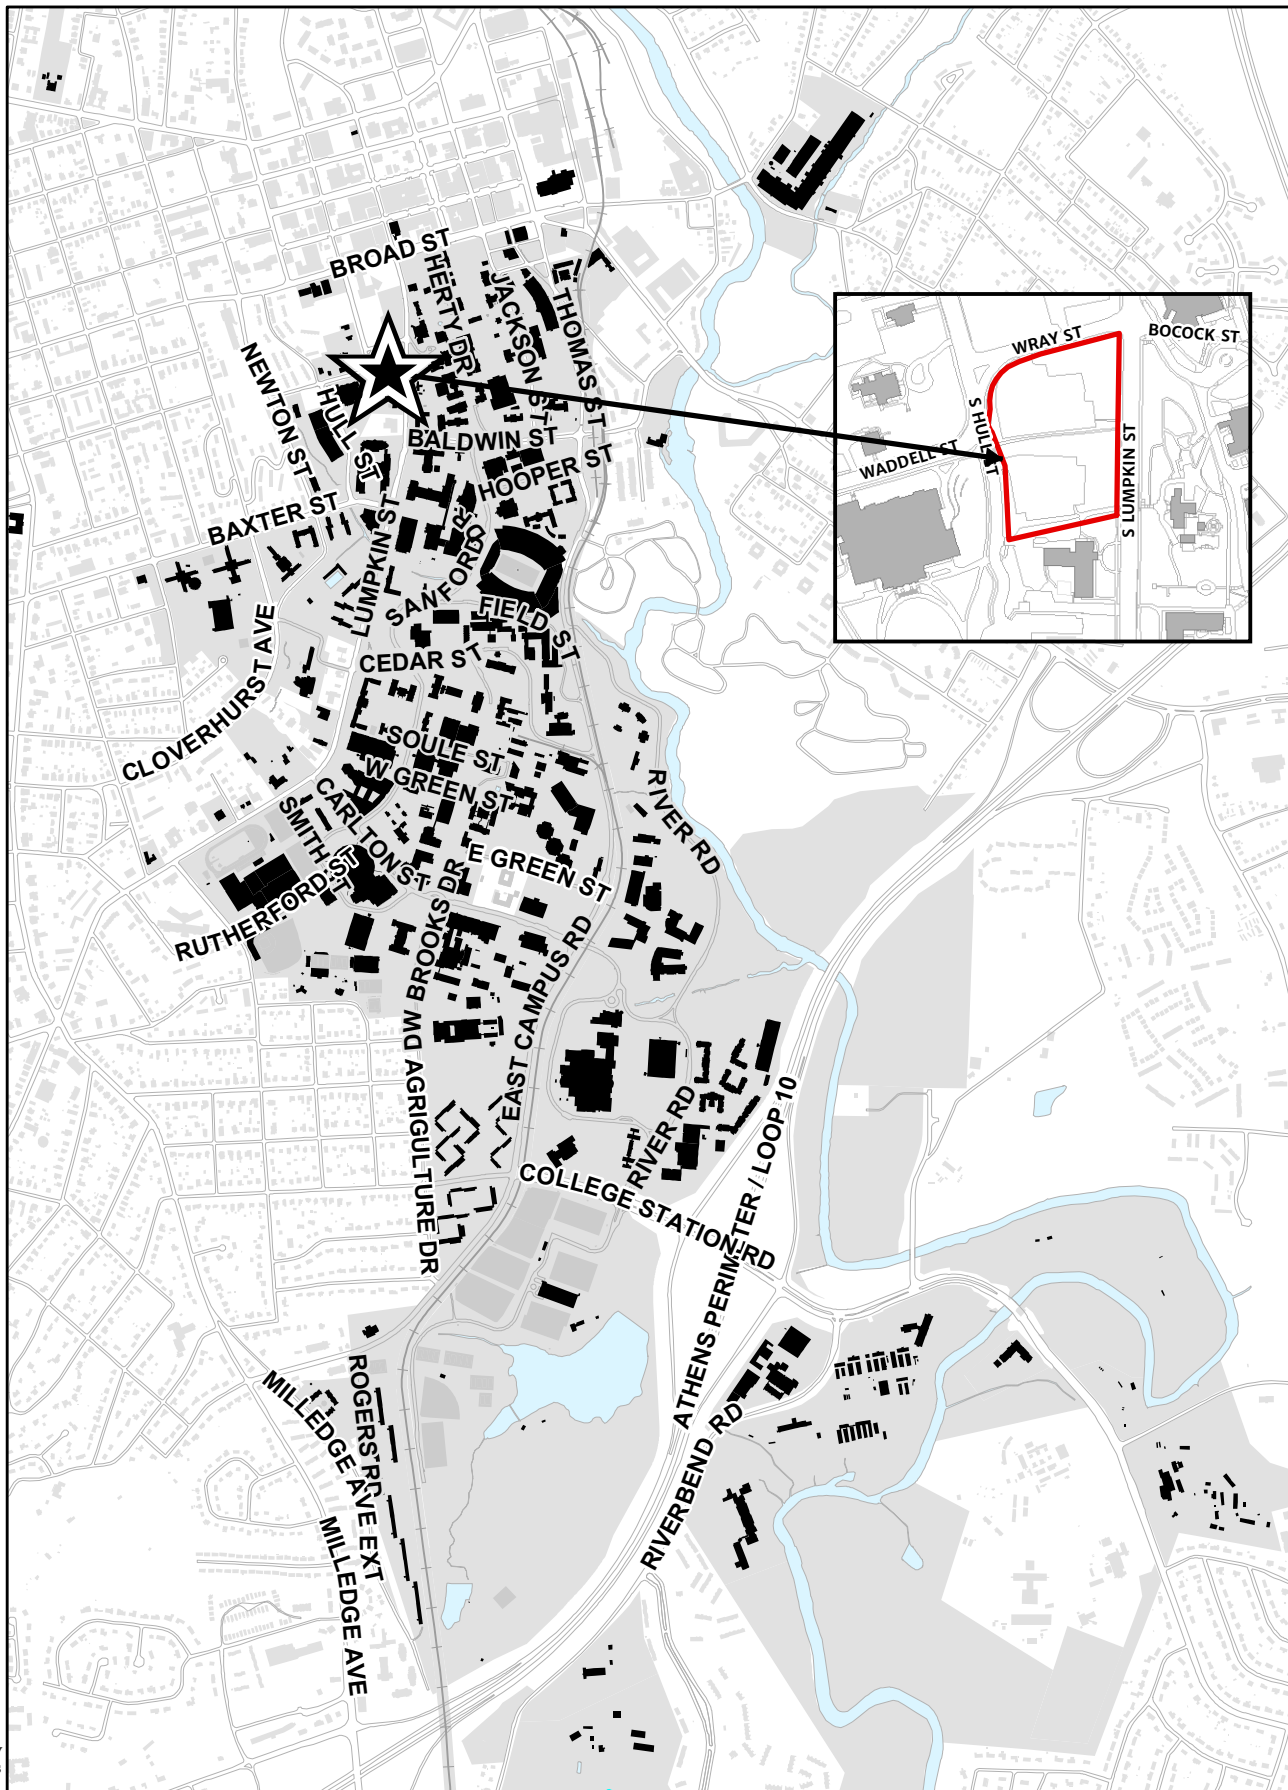 BROAD ST
HERTY DR
JACKSON ST
THOMAS ST
NEWTON ST
HULL ST
BALDWIN ST
HOOPER ST
BAXTER ST
LUMPKIN ST
SANFORD DR
FIELD ST
CEDAR ST
CLOVERHURST AVE
SOULE ST
W GREEN ST
CARLTON ST
SMITH ST
RUTHERFORD ST
E GREEN ST
RIVER RD
DW BROOKS DR
EAST CAMPUS RD
AGRIGULTURE DR
RIVER RD
COLLEGE STATION RD
ATHENS PERIMETER / LOOP 10
RIVERBEND RD
ROGERS RD
MILLEDGE AVE EXT
MILLEDGE AVE
WRAY ST
BOCOCK ST
S HULL ST
WADDELL ST
S LUMPKIN ST